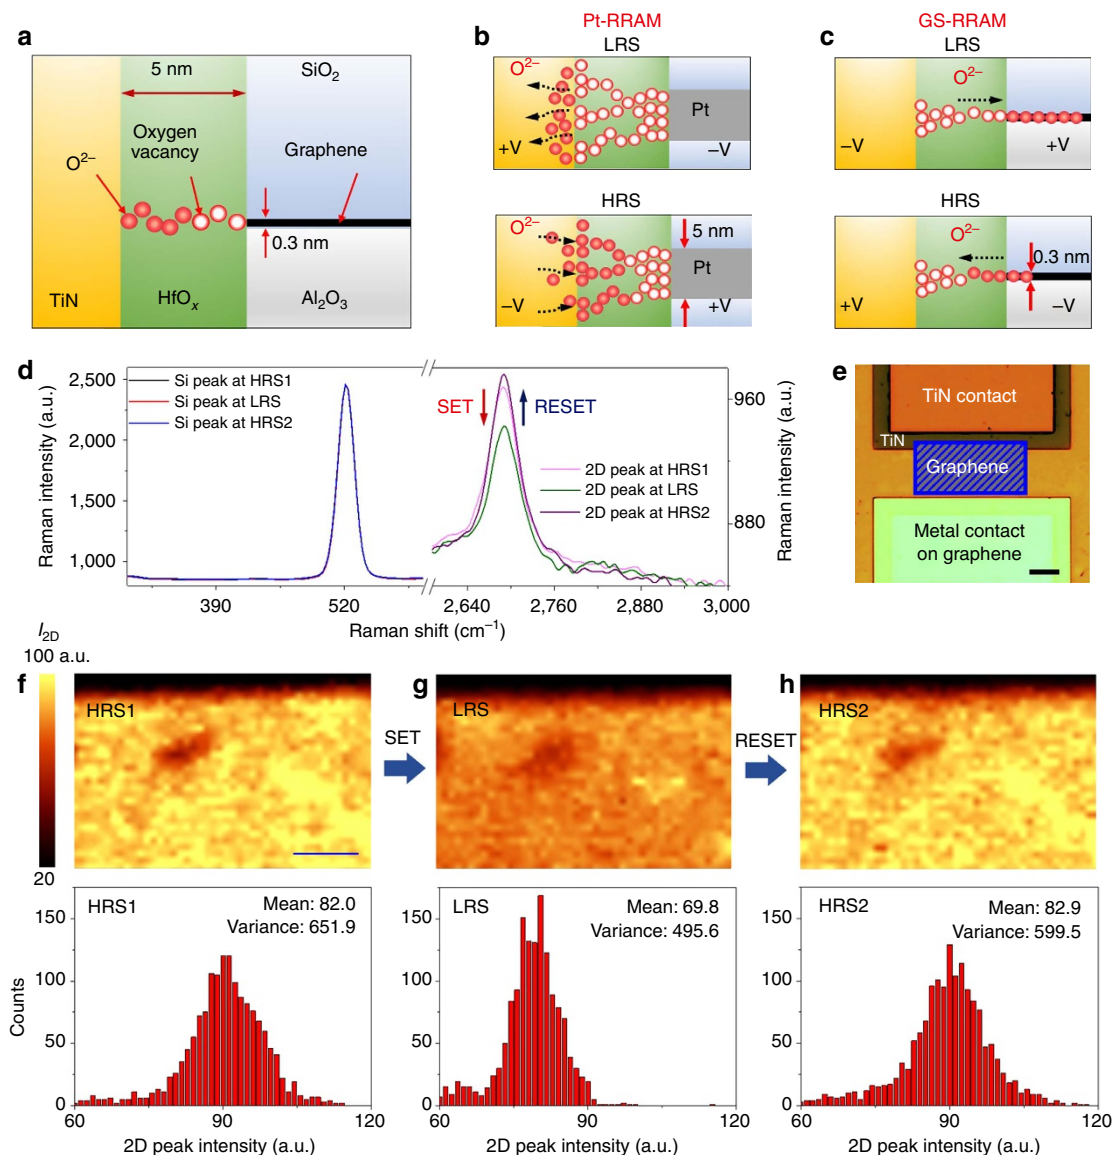 a
5 nm
SiO2
Oxygen
vacancy
Graphene
O2–
0.3 nm
TiN
HfOx
Al2O3
b
Pt-RRAM
LRS
O2–
Pt
+V
–V
HRS
O2–
5 nm
Pt
–V
+V
c
GS-RRAM
LRS
O2–
–V
+V
HRS
O2–
0.3 nm
+V
–V
d
Raman intensity (a.u.)
2,500
2,000
1,500
1,000
Si peak at HRS1
Si peak at LRS
Si peak at HRS2
SET
RESET
2D peak at HRS1
2D peak at LRS
2D peak at HRS2
960
880
Raman intensity (a.u.)
390
520
2,640
2,760
2,880
3,000
Raman shift (cm–1)
e
TiN contact
TiN
Graphene
Metal contact
on graphene
I2D
100 a.u.
20
f
HRS1
SET
g
LRS
RESET
h
HRS2
HRS1
Mean: 82.0
Variance: 651.9
Counts
150
100
50
0
60
90
120
2D peak intensity (a.u.)
LRS
Mean: 69.8
Variance: 495.6
150
100
50
0
60
90
120
2D peak intensity (a.u.)
HRS2
Mean: 82.9
Variance: 599.5
150
100
50
0
60
90
120
2D peak intensity (a.u.)